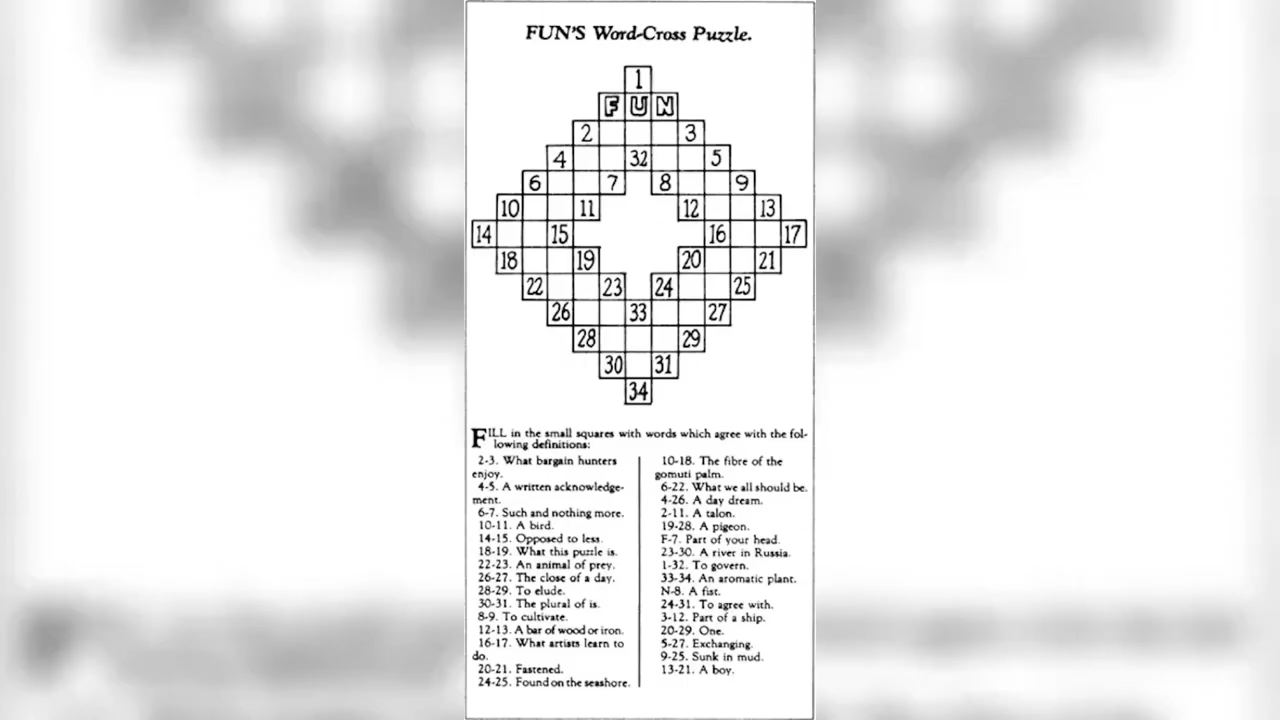 FUN'S Word-Cross Puzzle.
1
FUN
2 3
4 32 5
6 7 8 9
10 11 12 13
14 15 16 17
18 19 20 21
22 23 24 25
26 33 27
28 29
30 31
34
FILL in the small squares with words which agree with the fol-
lowing definitions:
2-3. What bargain hunters
enjoy.
4-5. A written acknowledge-
ment.
6-7. Such and nothing more.
10-11. A bird.
14-15. Opposed to less.
18-19. What this puzzle is.
22-23. An animal of prey.
26-27. The close of a day.
28-29. To elude.
30-31. The plural of is.
8-9. To cultivate.
12-13. A bar of wood or iron.
16-17. What artists learn to
do.
20-21. Fastened.
24-25. Found on the seashore.
10-18. The fibre of the
gomuti palm.
6-22. What we all should be.
4-26. A day dream.
2-11. A talon.
19-28. A pigeon.
F-7. Part of your head.
23-30. A river in Russia.
1-32. To govern.
33-34. An aromatic plant.
N-8. A fist.
24-31. To agree with.
3-12. Part of a ship.
20-29. One.
5-27. Exchanging.
9-25. Sunk in mud.
13-21. A boy.